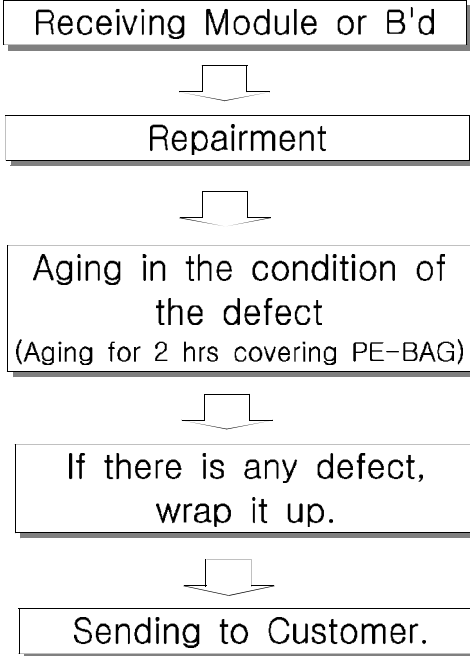 Receiving Module or B'd
Repairment
Aging in the condition of
the defect
(Aging for 2 hrs covering PE-BAG)
If there is any defect,
wrap it up.
Sending to Customer.